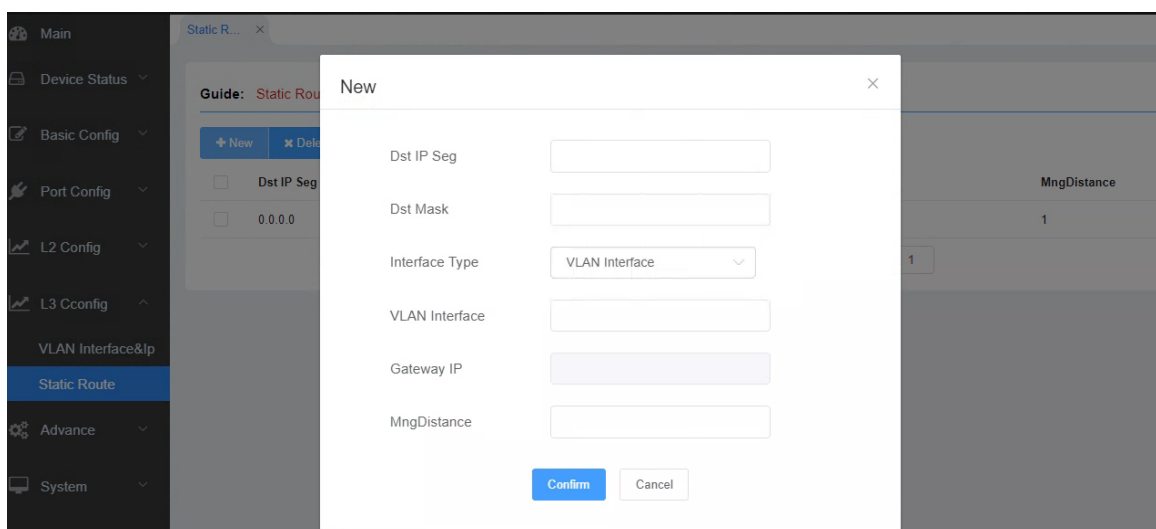 Main
Device Status
Basic Config
Port Config
L2 Config
L3 Cconfig
VLAN Interface&Ip
Static Route
Advance
System
Static R...
Guide: Static Rou
New
Dele
Dst IP Seg
MngDistance
0.0.0.0
1
1
New
Dst IP Seg
Dst Mask
Interface Type
VLAN Interface
VLAN Interface
Gateway IP
MngDistance
Confirm
Cancel